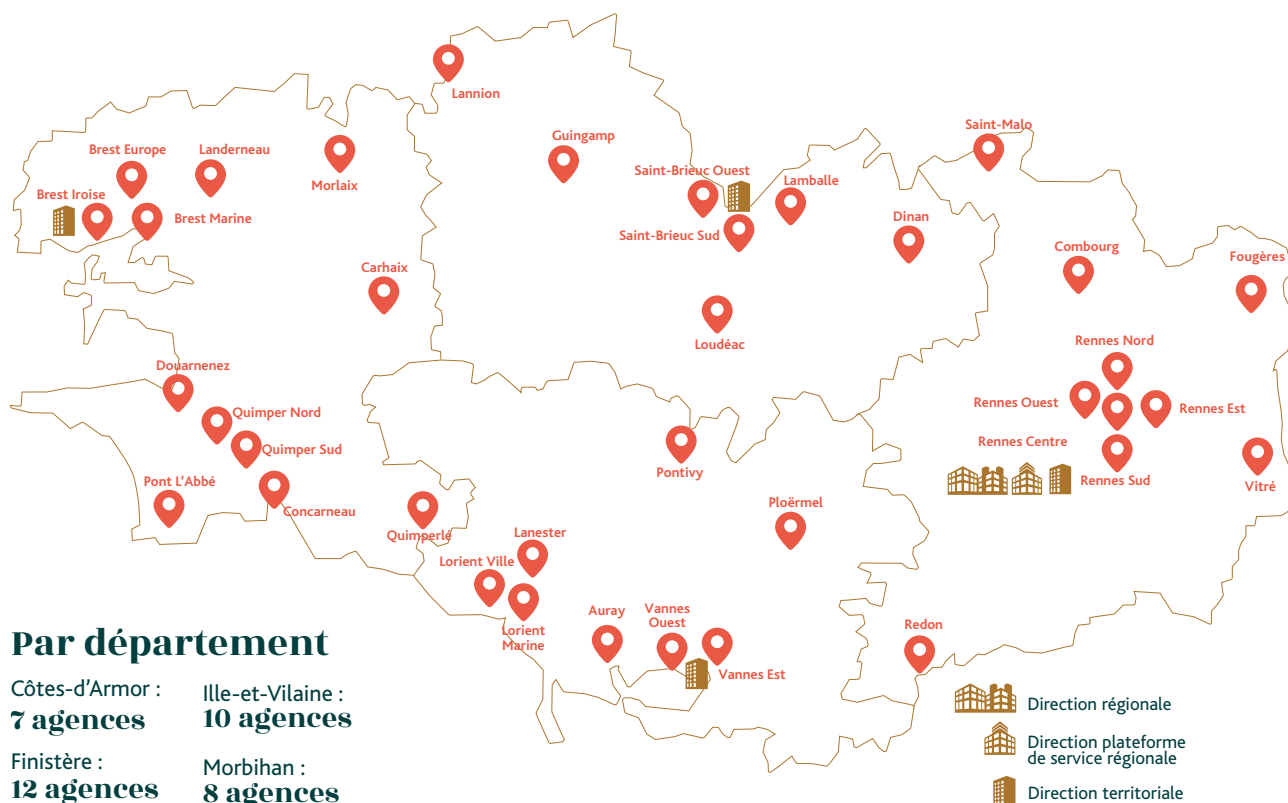 Lannion
Saint-Malo
Guingamp
Brest Europe
Landerneau
Saint-Brieuc Ouest
Lamballe
Morlaix
Brest Iroise
Brest Marine
Dinan
Saint-Brieuc Sud
Combourg
Fougères
Carhaix
Loudéac
Rennes Nord
Douarnenez
Rennes Ouest
Rennes Est
Quimper Nord
Rennes Centre
Quimper Sud
Pontivy
Pont L’Abbé
Rennes Sud
Vitré
Concarneau
Ploërmel
Quimperlé
Lanester
Lorient Ville
Auray
Vannes
Ouest
Lorient
Marine
Redon
Vannes Est
Par département
Côtes-d’Armor :
7 agences
Ille-et-Vilaine :
10 agences
Finistère :
12 agences
Morbihan :
8 agences
Direction régionale
Direction plateforme
de service régionale
Direction territoriale